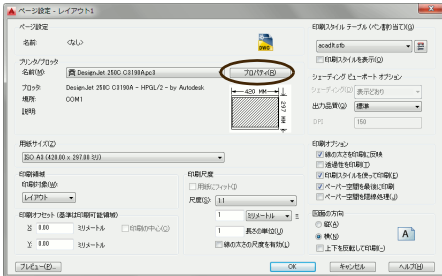 ページ設定 - レイアウト1
ページ設定
名前: <なし>
DWG
プリンタ/プロッタ
名前(M): DesignJet 250C C3190A.pc3 プロパティ(R)
プロッタ: DesignJet 250C C3190A - HPGL/2 - by Autodesk
場所: COM1
説明:
420 MM
297 MM
用紙サイズ(Z)
ISO A3 (420.00 x 297.00 ミリ)
印刷領域
印刷対象(W):
レイアウト
印刷オフセット (基準は印刷可能領域)
X: 0.00 ミリメートル 印刷の中心(C)
Y: 0.00 ミリメートル
印刷尺度
用紙にフィット(I)
尺度(S): 1:1
1 ミリメートル =
1 長さの単位(U)
線の太さの尺度を有効(L)
印刷スタイル テーブル (ペン割り当て)(G)
acadlt.stb
印刷スタイルを表示(O)
シェーディング ビューポート オプション
シェーディング(D) 表示どおり
出力品質(Q) 標準
DPI 150
印刷オプション
線の太さを印刷に反映
透過性を印刷(T)
印刷スタイルを使って印刷(E)
ペーパー空間を最後に印刷
ペーパー空間を隠線処理(J)
図面の方向
縦(A)
横(N)
上下を反転して印刷(-)
A
プレビュー(P)... OK キャンセル ヘルプ(H)